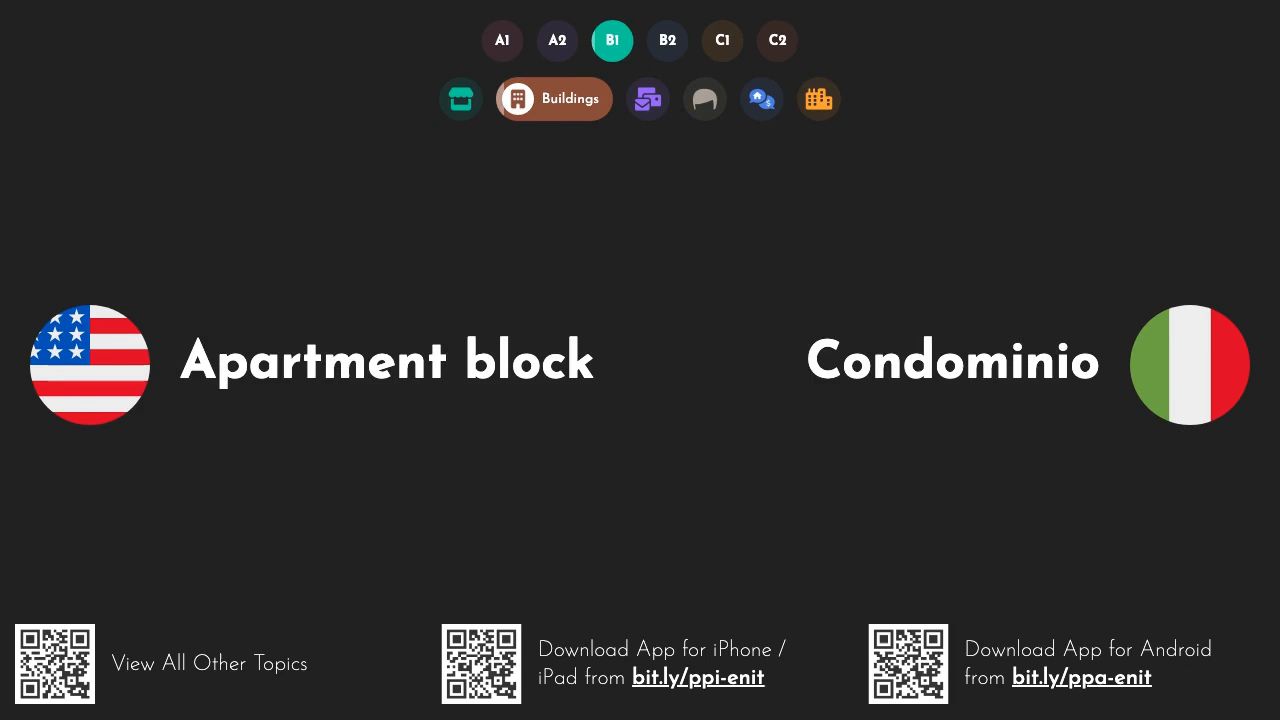 A1 A2 B1 B2 C1 C2
Buildings
Apartment block
Condominio
View All Other Topics
Download App for iPhone /
iPad from bit.ly/ppi-enit
Download App for Android
from bit.ly/ppa-enit